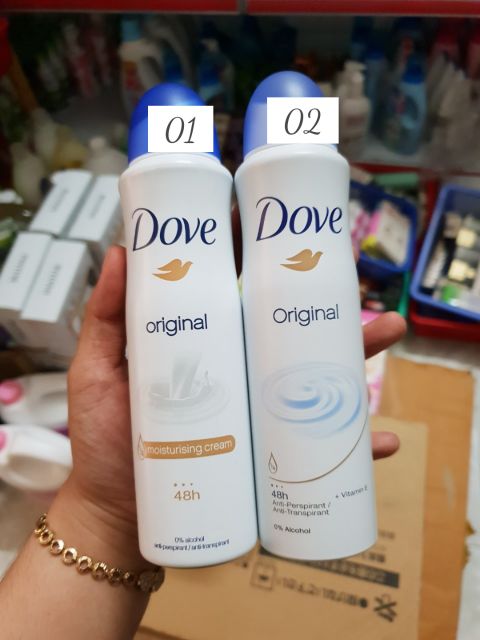 01
Dove
original
moisturising cream
48h
0% alcohol
anti-perspirant / anti-transpirant
02
Dove
Original
48h
+ Vitamin E
Anti-Perspirant /
Anti-Transpirant
0% Alcohol